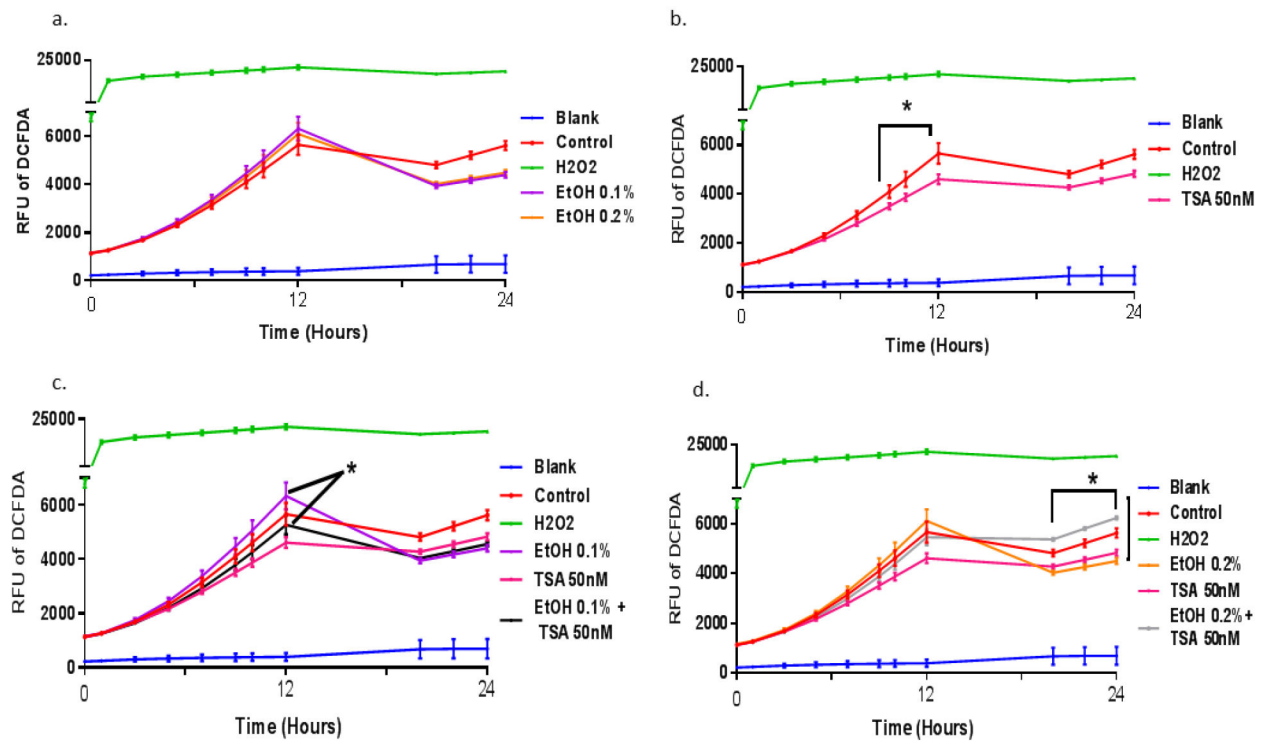 a.
25000
6000
4000
2000
0
RFU of DCFDA
0
12
24
Time (Hours)
Blank
Control
H2O2
EtOH 0.1%
EtOH 0.2%
b.
25000
6000
4000
2000
0
RFU of DCFDA
*
0
12
24
Time (Hours)
Blank
Control
H2O2
TSA 50nM
c.
25000
6000
4000
2000
0
RFU of DCFDA
*
0
12
24
Time (Hours)
Blank
Control
H2O2
EtOH 0.1%
TSA 50nM
EtOH 0.1% +
TSA 50nM
d.
25000
6000
4000
2000
0
RFU of DCFDA
*
0
12
24
Time (Hours)
Blank
Control
H2O2
EtOH 0.2%
TSA 50nM
EtOH 0.2% +
TSA 50nM